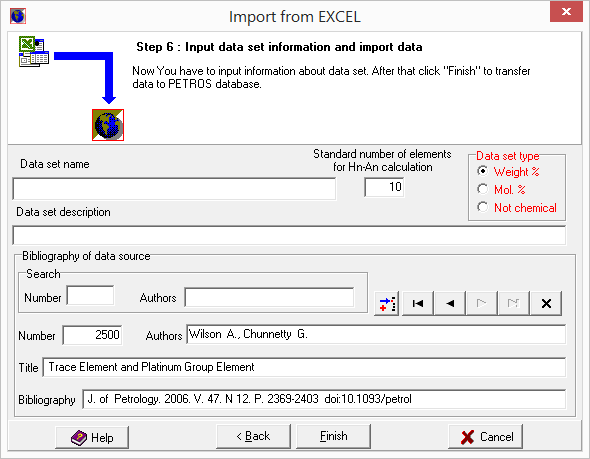 Import from EXCEL
Step 6 : Input data set information and import data
Now You have to input information about data set. After that click "Finish" to transfer
data to PETROS database.
Data set name
Standard number of elements
for Hn-An calculation
10
Data set type
Weight %
Mol. %
Not chemical
Data set description
Bibliography of data source
Search
Number
Authors
Number 2500 Authors Wilson A., Chunnetty G.
Title Trace Element and Platinum Group Element
Bibliography J. of Petrology. 2006. V. 47. N 12. P. 2369-2403 doi:10.1093/petrol
Help
< Back
Finish
Cancel